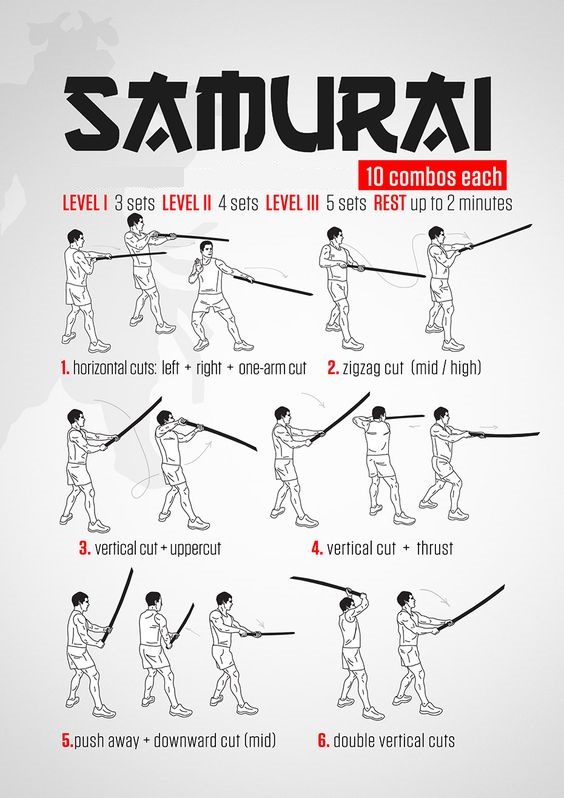 SAMURAI
10 combos each
LEVEL I 3 sets LEVEL II 4 sets LEVEL III 5 sets REST up to 2 minutes
1. horizontal cuts: left + right + one-arm cut
2. zigzag cut (mid / high)
3. vertical cut + uppercut
4. vertical cut + thrust
5.push away + downward cut (mid)
6. double vertical cuts